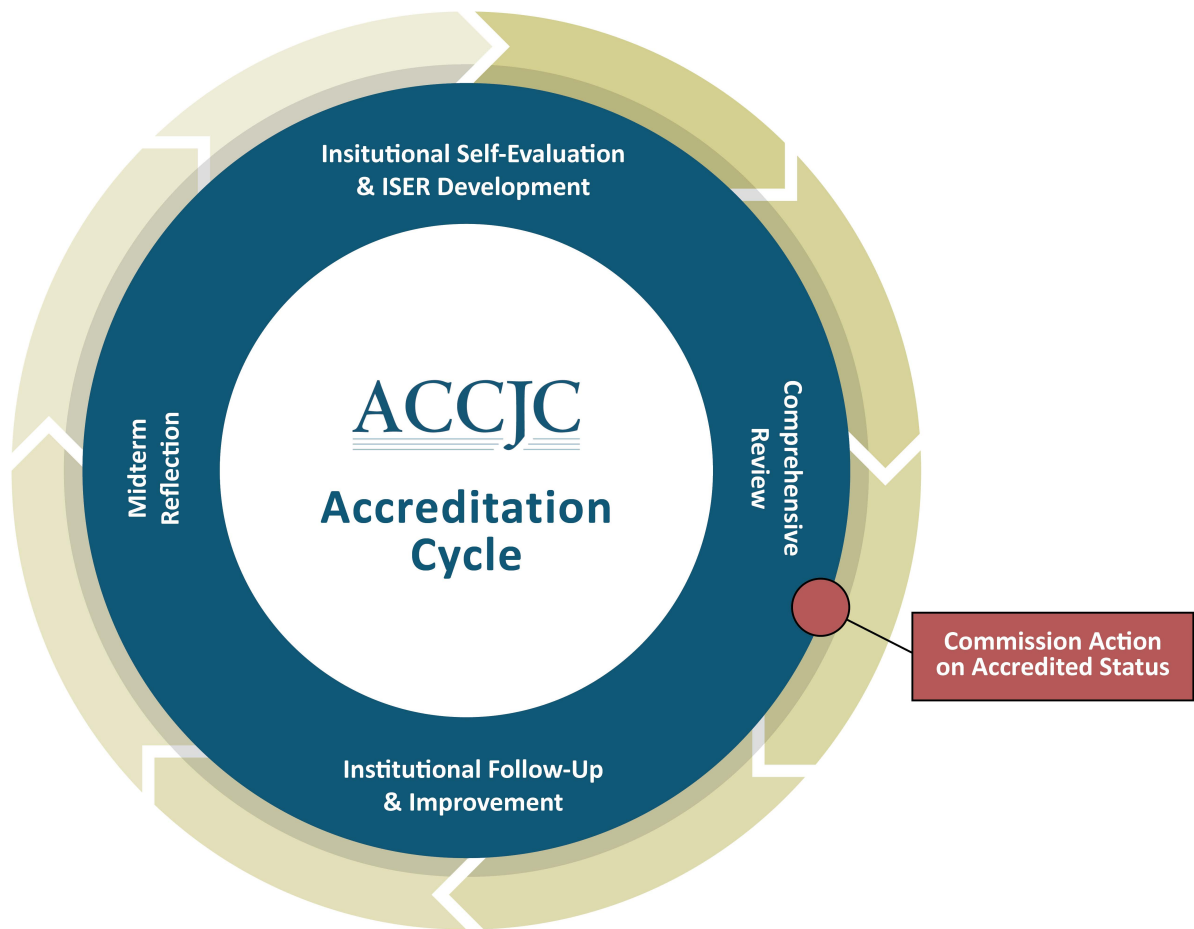 Insitutional Self-Evaluation
& ISER Development
Comprehensive
Review
Commission Action
on Accredited Status
Institutional Follow-Up
& Improvement
Midterm
Reflection
ACCJC
Accreditation
Cycle